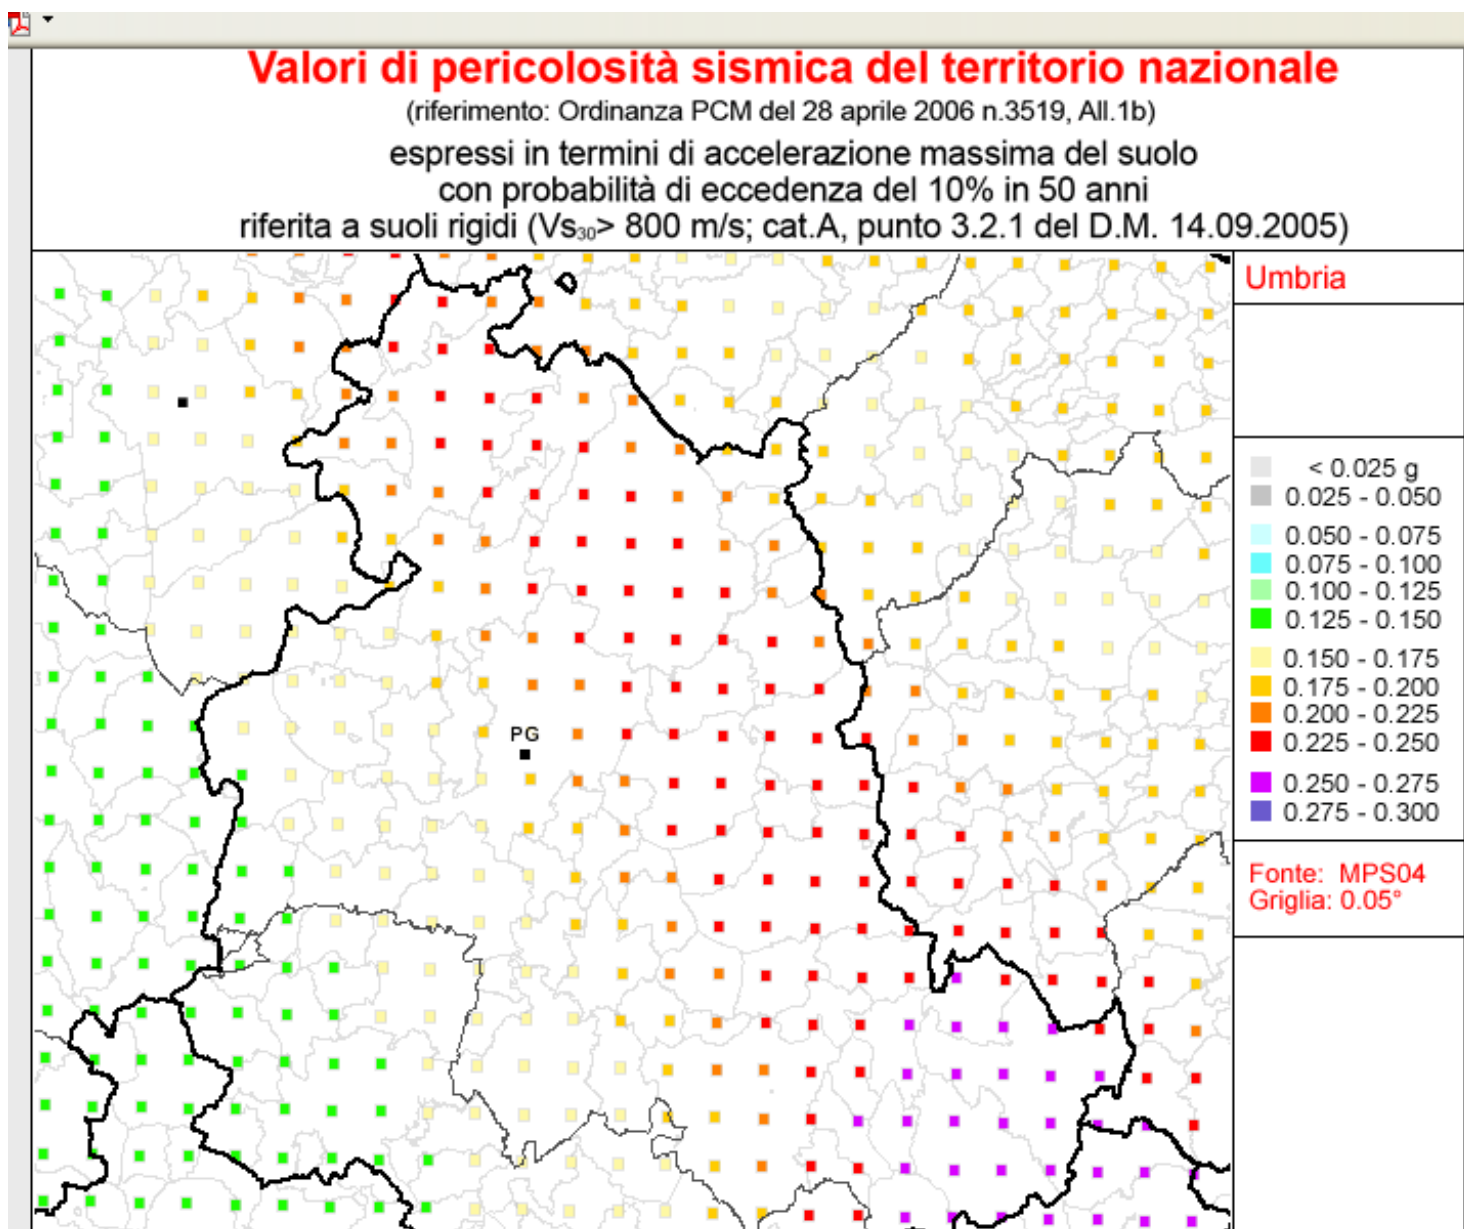 Valori di pericolosità sismica del territorio nazionale
(riferimento: Ordinanza PCM del 28 aprile 2006 n.3519, All.1b)
espressi in termini di accelerazione massima del suolo
con probabilità di eccedenza del 10% in 50 anni
riferita a suoli rigidi (Vs30> 800 m/s; cat.A, punto 3.2.1 del D.M. 14.09.2005)
Umbria
PG
< 0.025 g
0.025 - 0.050
0.050 - 0.075
0.075 - 0.100
0.100 - 0.125
0.125 - 0.150
0.150 - 0.175
0.175 - 0.200
0.200 - 0.225
0.225 - 0.250
0.250 - 0.275
0.275 - 0.300
Fonte: MPS04
Griglia: 0.05°